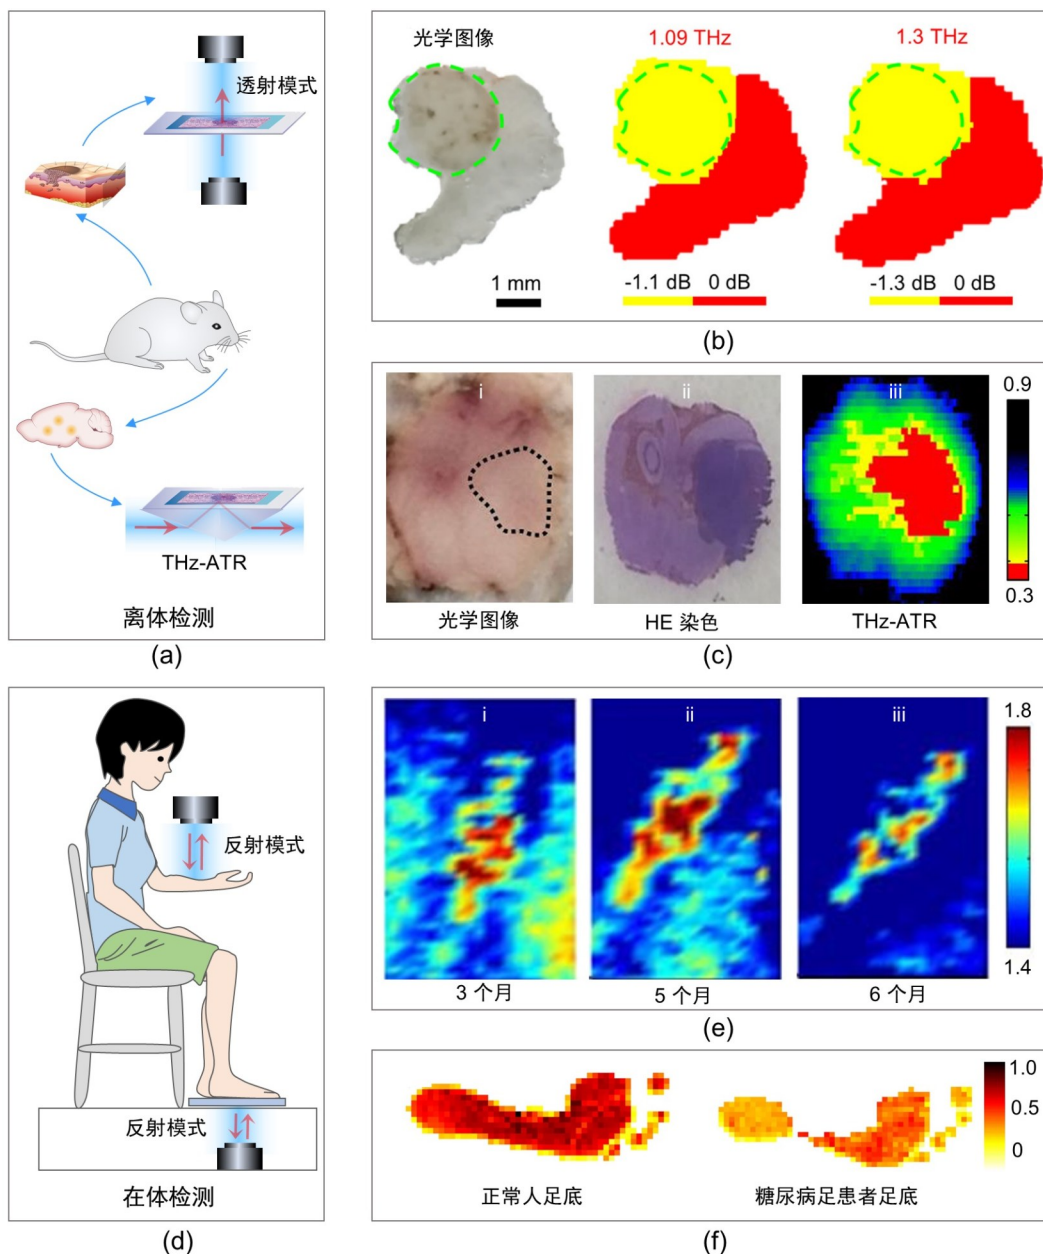 透射模式
THz-ATR
离体检测
(a)
光学图像
1.09 THz
1.3 THz
1 mm
-1.1 dB 0 dB
-1.3 dB 0 dB
(b)
i
ii
iii
0.9
0.3
光学图像
HE 染色
THz-ATR
(c)
反射模式
反射模式
在体检测
(d)
i
ii
iii
1.8
1.4
3 个月
5 个月
6 个月
(e)
1.0
0.5
0
正常人足底
糖尿病足患者足底
(f)